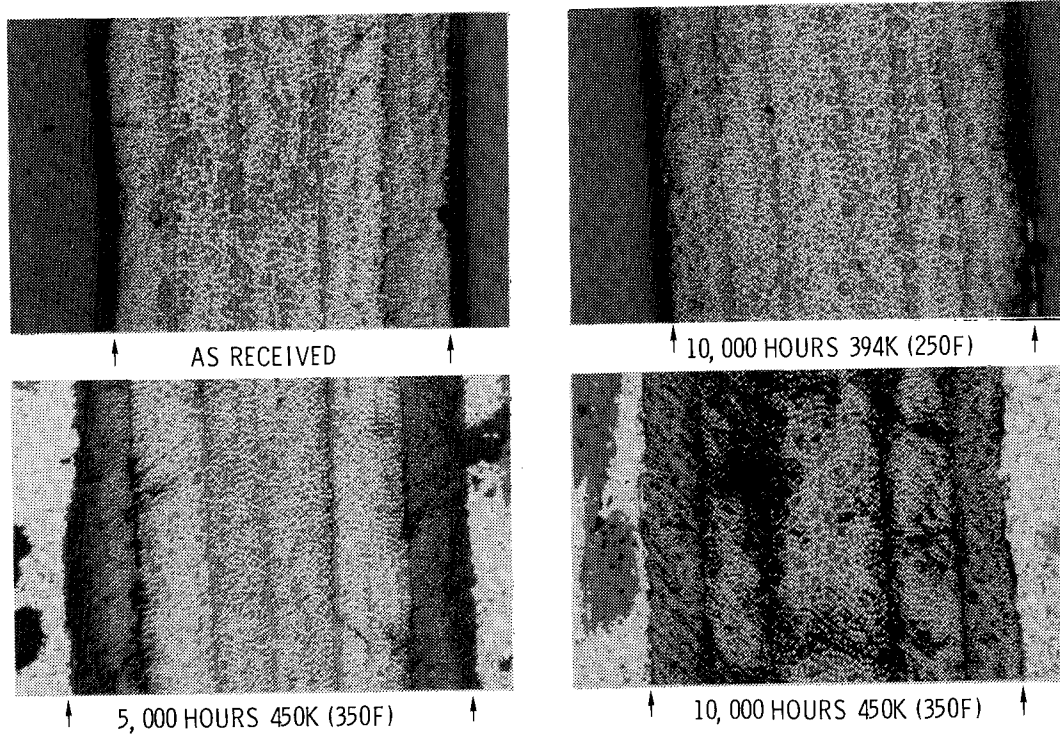 AS RECEIVED
10,000 HOURS 394K (250F)
5,000 HOURS 450K (350F)
10,000 HOURS 450K (350F)